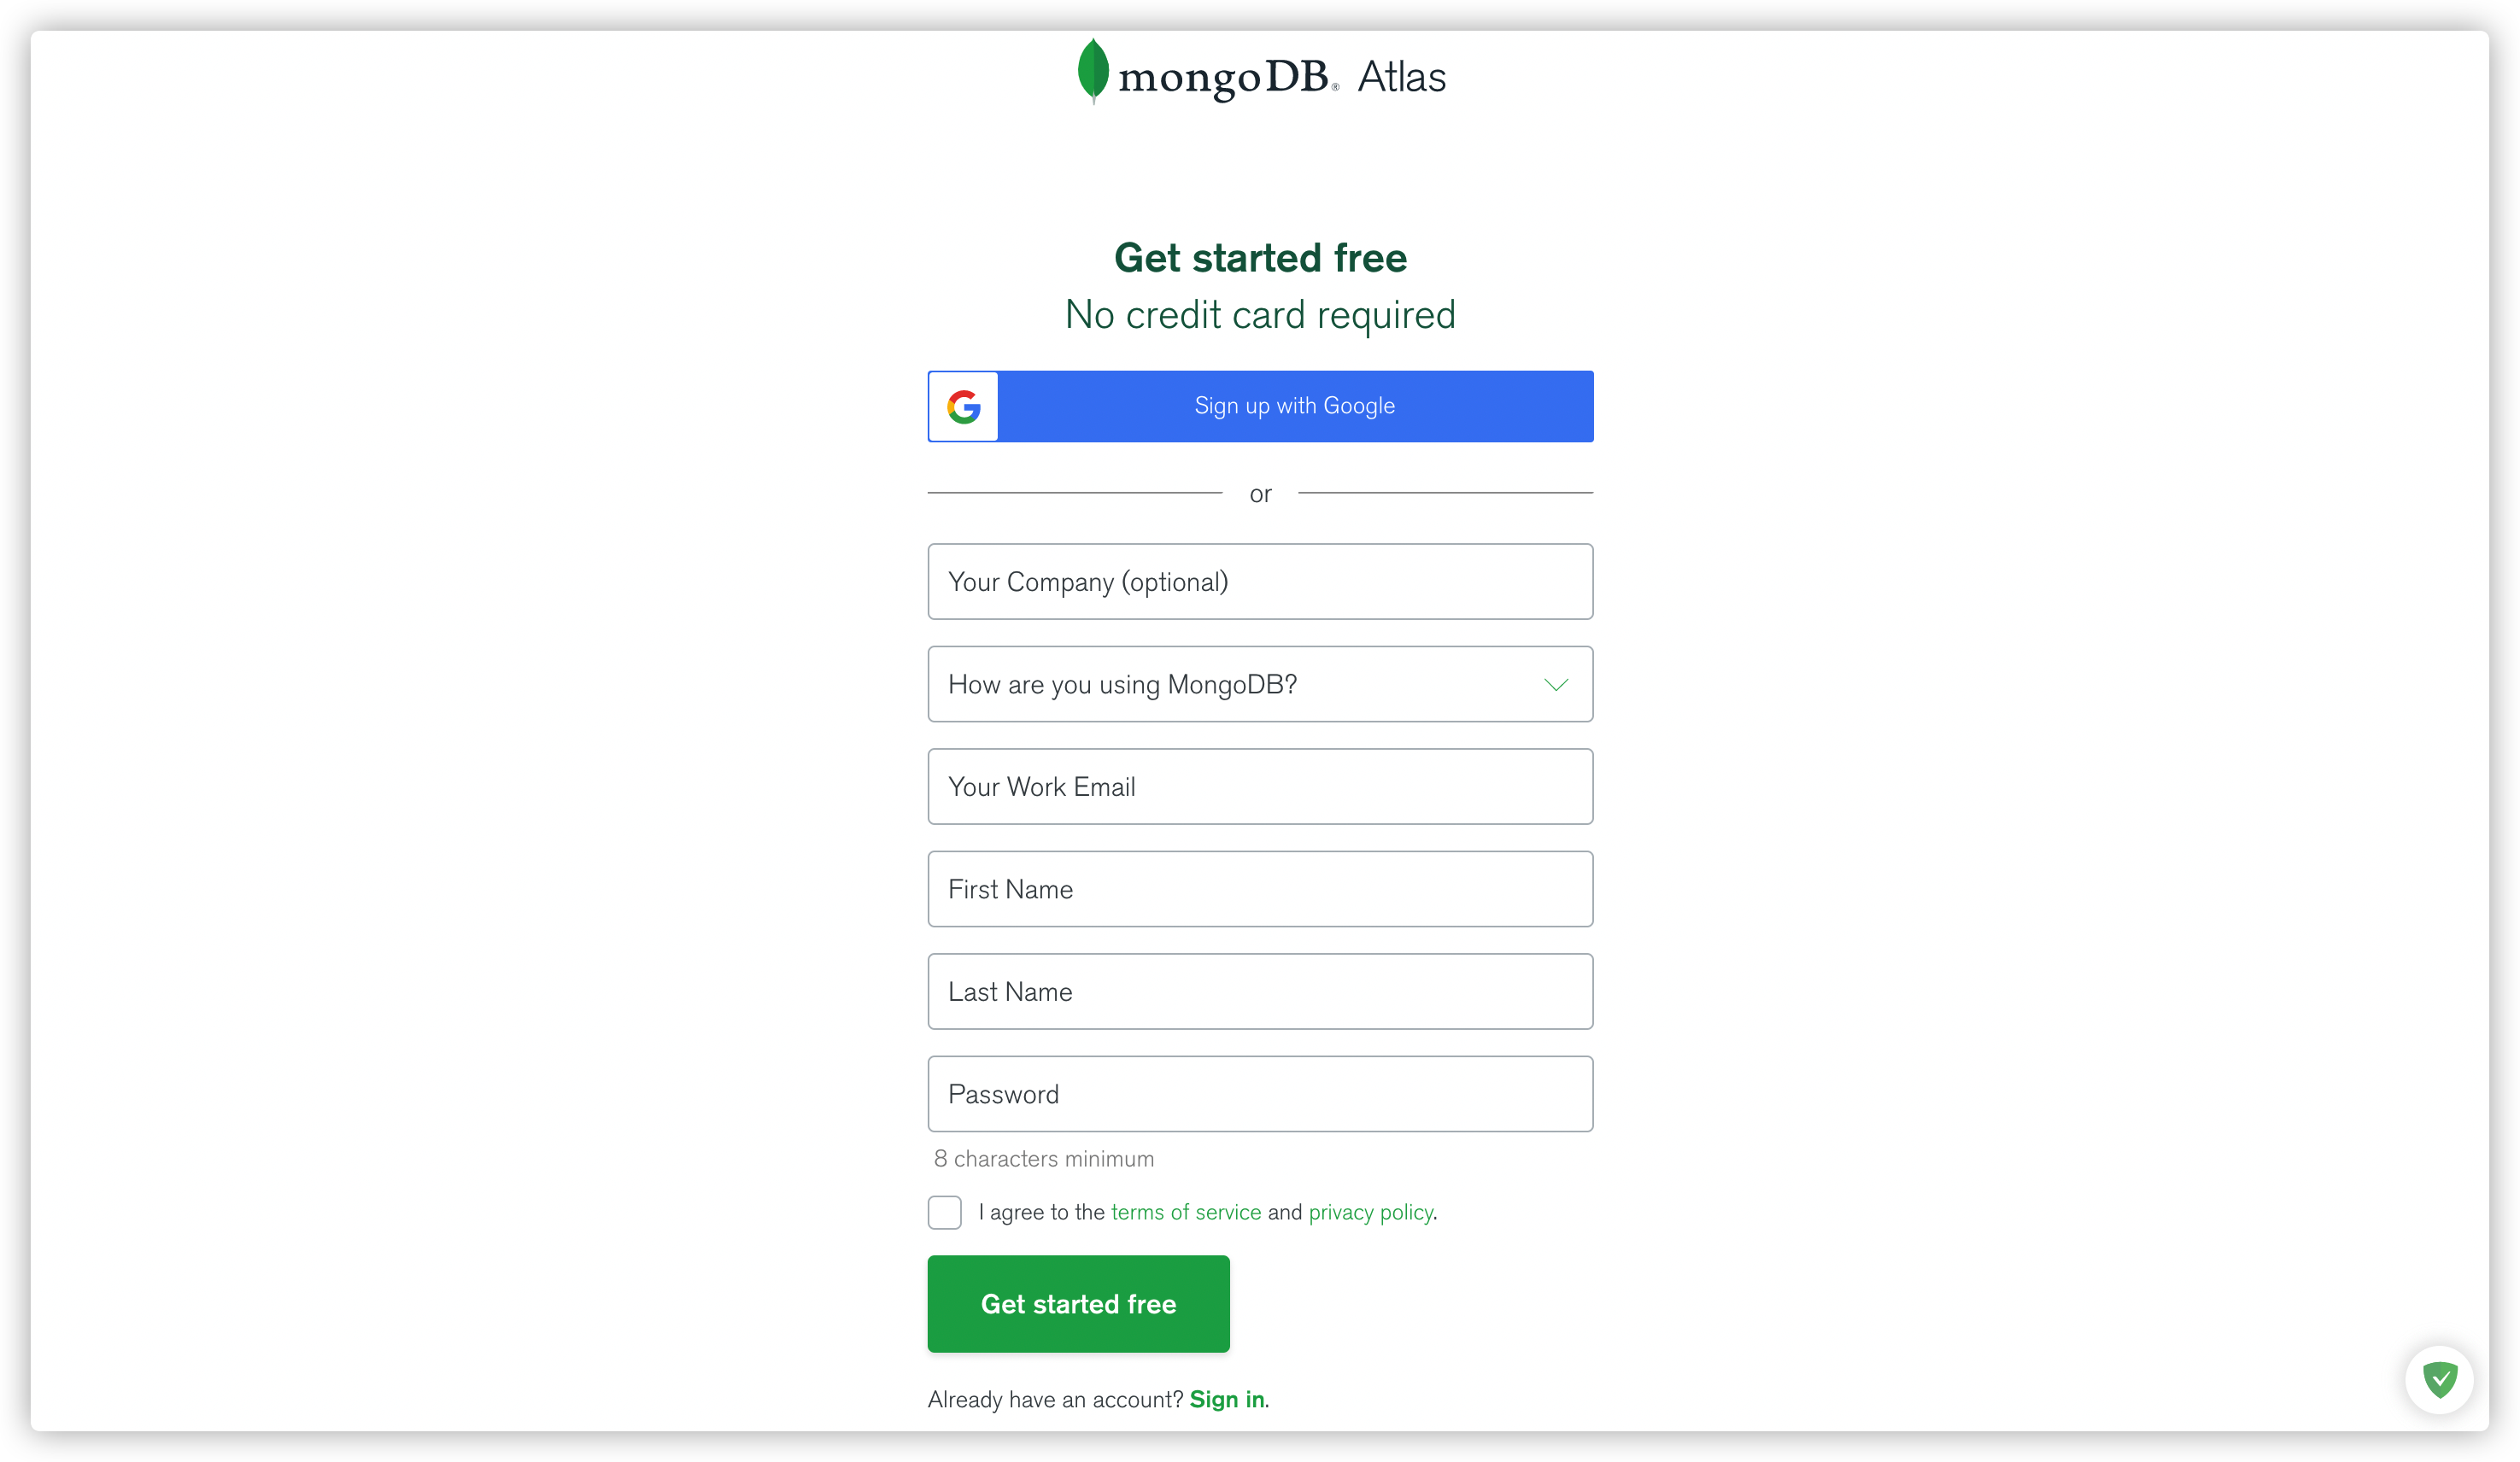 mongoDB® Atlas
Get started free
No credit card required
Sign up with Google
or
Your Company (optional)
How are you using MongoDB?
Your Work Email
First Name
Last Name
Password
8 characters minimum
I agree to the terms of service and privacy policy.
Get started free
Already have an account? Sign in.